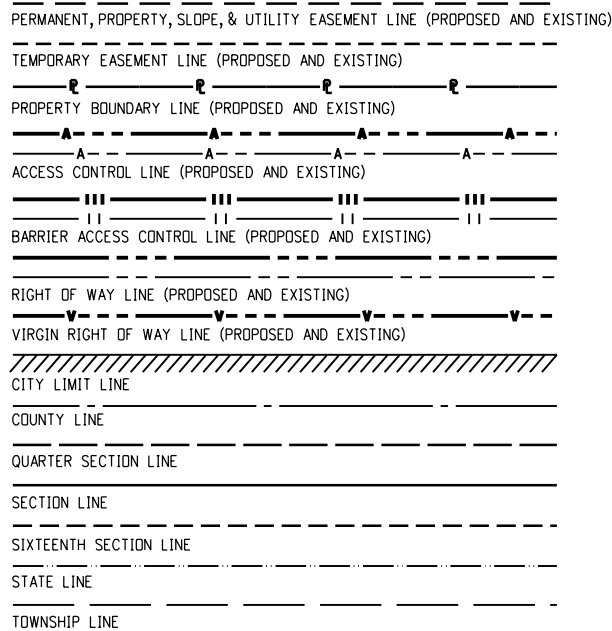 PERMANENT, PROPERTY, SLOPE, & UTILITY EASEMENT LINE (PROPOSED AND EXISTING)
TEMPORARY EASEMENT LINE (PROPOSED AND EXISTING)
℄ ℄ ℄ ℄
PROPERTY BOUNDARY LINE (PROPOSED AND EXISTING)
A A A A
A A A A
ACCESS CONTROL LINE (PROPOSED AND EXISTING)
BARRIER ACCESS CONTROL LINE (PROPOSED AND EXISTING)
RIGHT OF WAY LINE (PROPOSED AND EXISTING)
V V V V
VIRGIN RIGHT OF WAY LINE (PROPOSED AND EXISTING)
CITY LIMIT LINE
COUNTY LINE
QUARTER SECTION LINE
SECTION LINE
SIXTEENTH SECTION LINE
STATE LINE
TOWNSHIP LINE